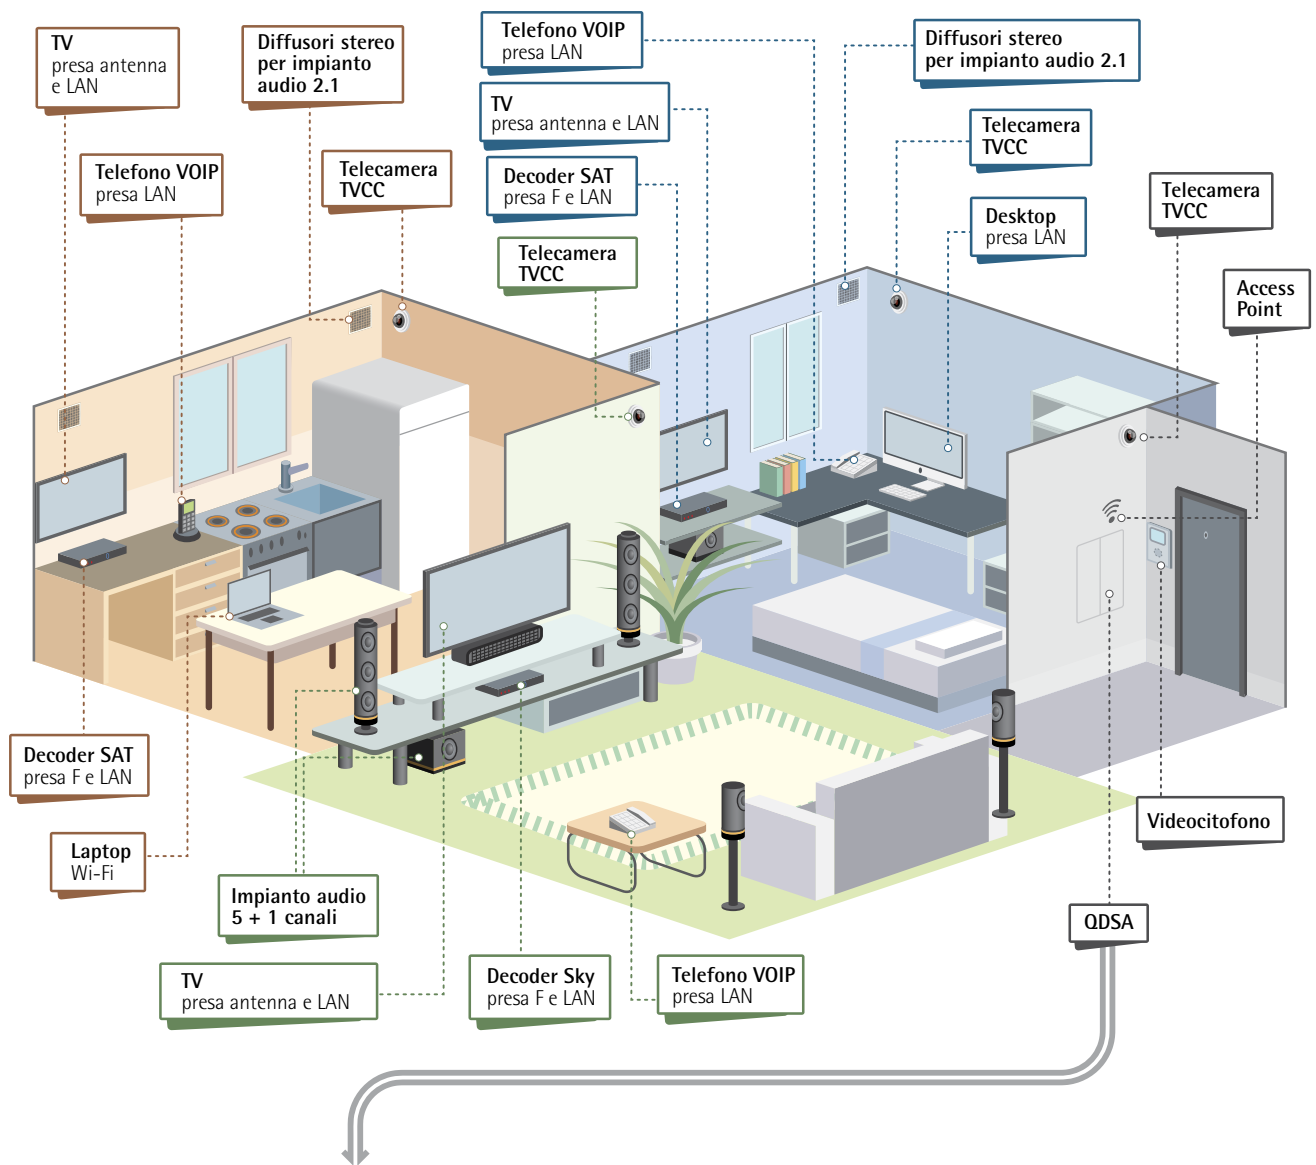 TV
presa antenna
e LAN
Diffusori stereo
per impianto
audio 2.1
Telefono VOIP
presa LAN
Diffusori stereo
per impianto audio 2.1
TV
presa antenna e LAN
Telecamera
TVCC
Telefono VOIP
presa LAN
Telecamera
TVCC
Decoder SAT
presa F e LAN
Telecamera
TVCC
Desktop
presa LAN
Telecamera
TVCC
Access
Point
Decoder SAT
presa F e LAN
Videocitofono
Laptop
Wi-Fi
Impianto audio
5 + 1 canali
QDSA
TV
presa antenna e LAN
Decoder Sky
presa F e LAN
Telefono VOIP
presa LAN